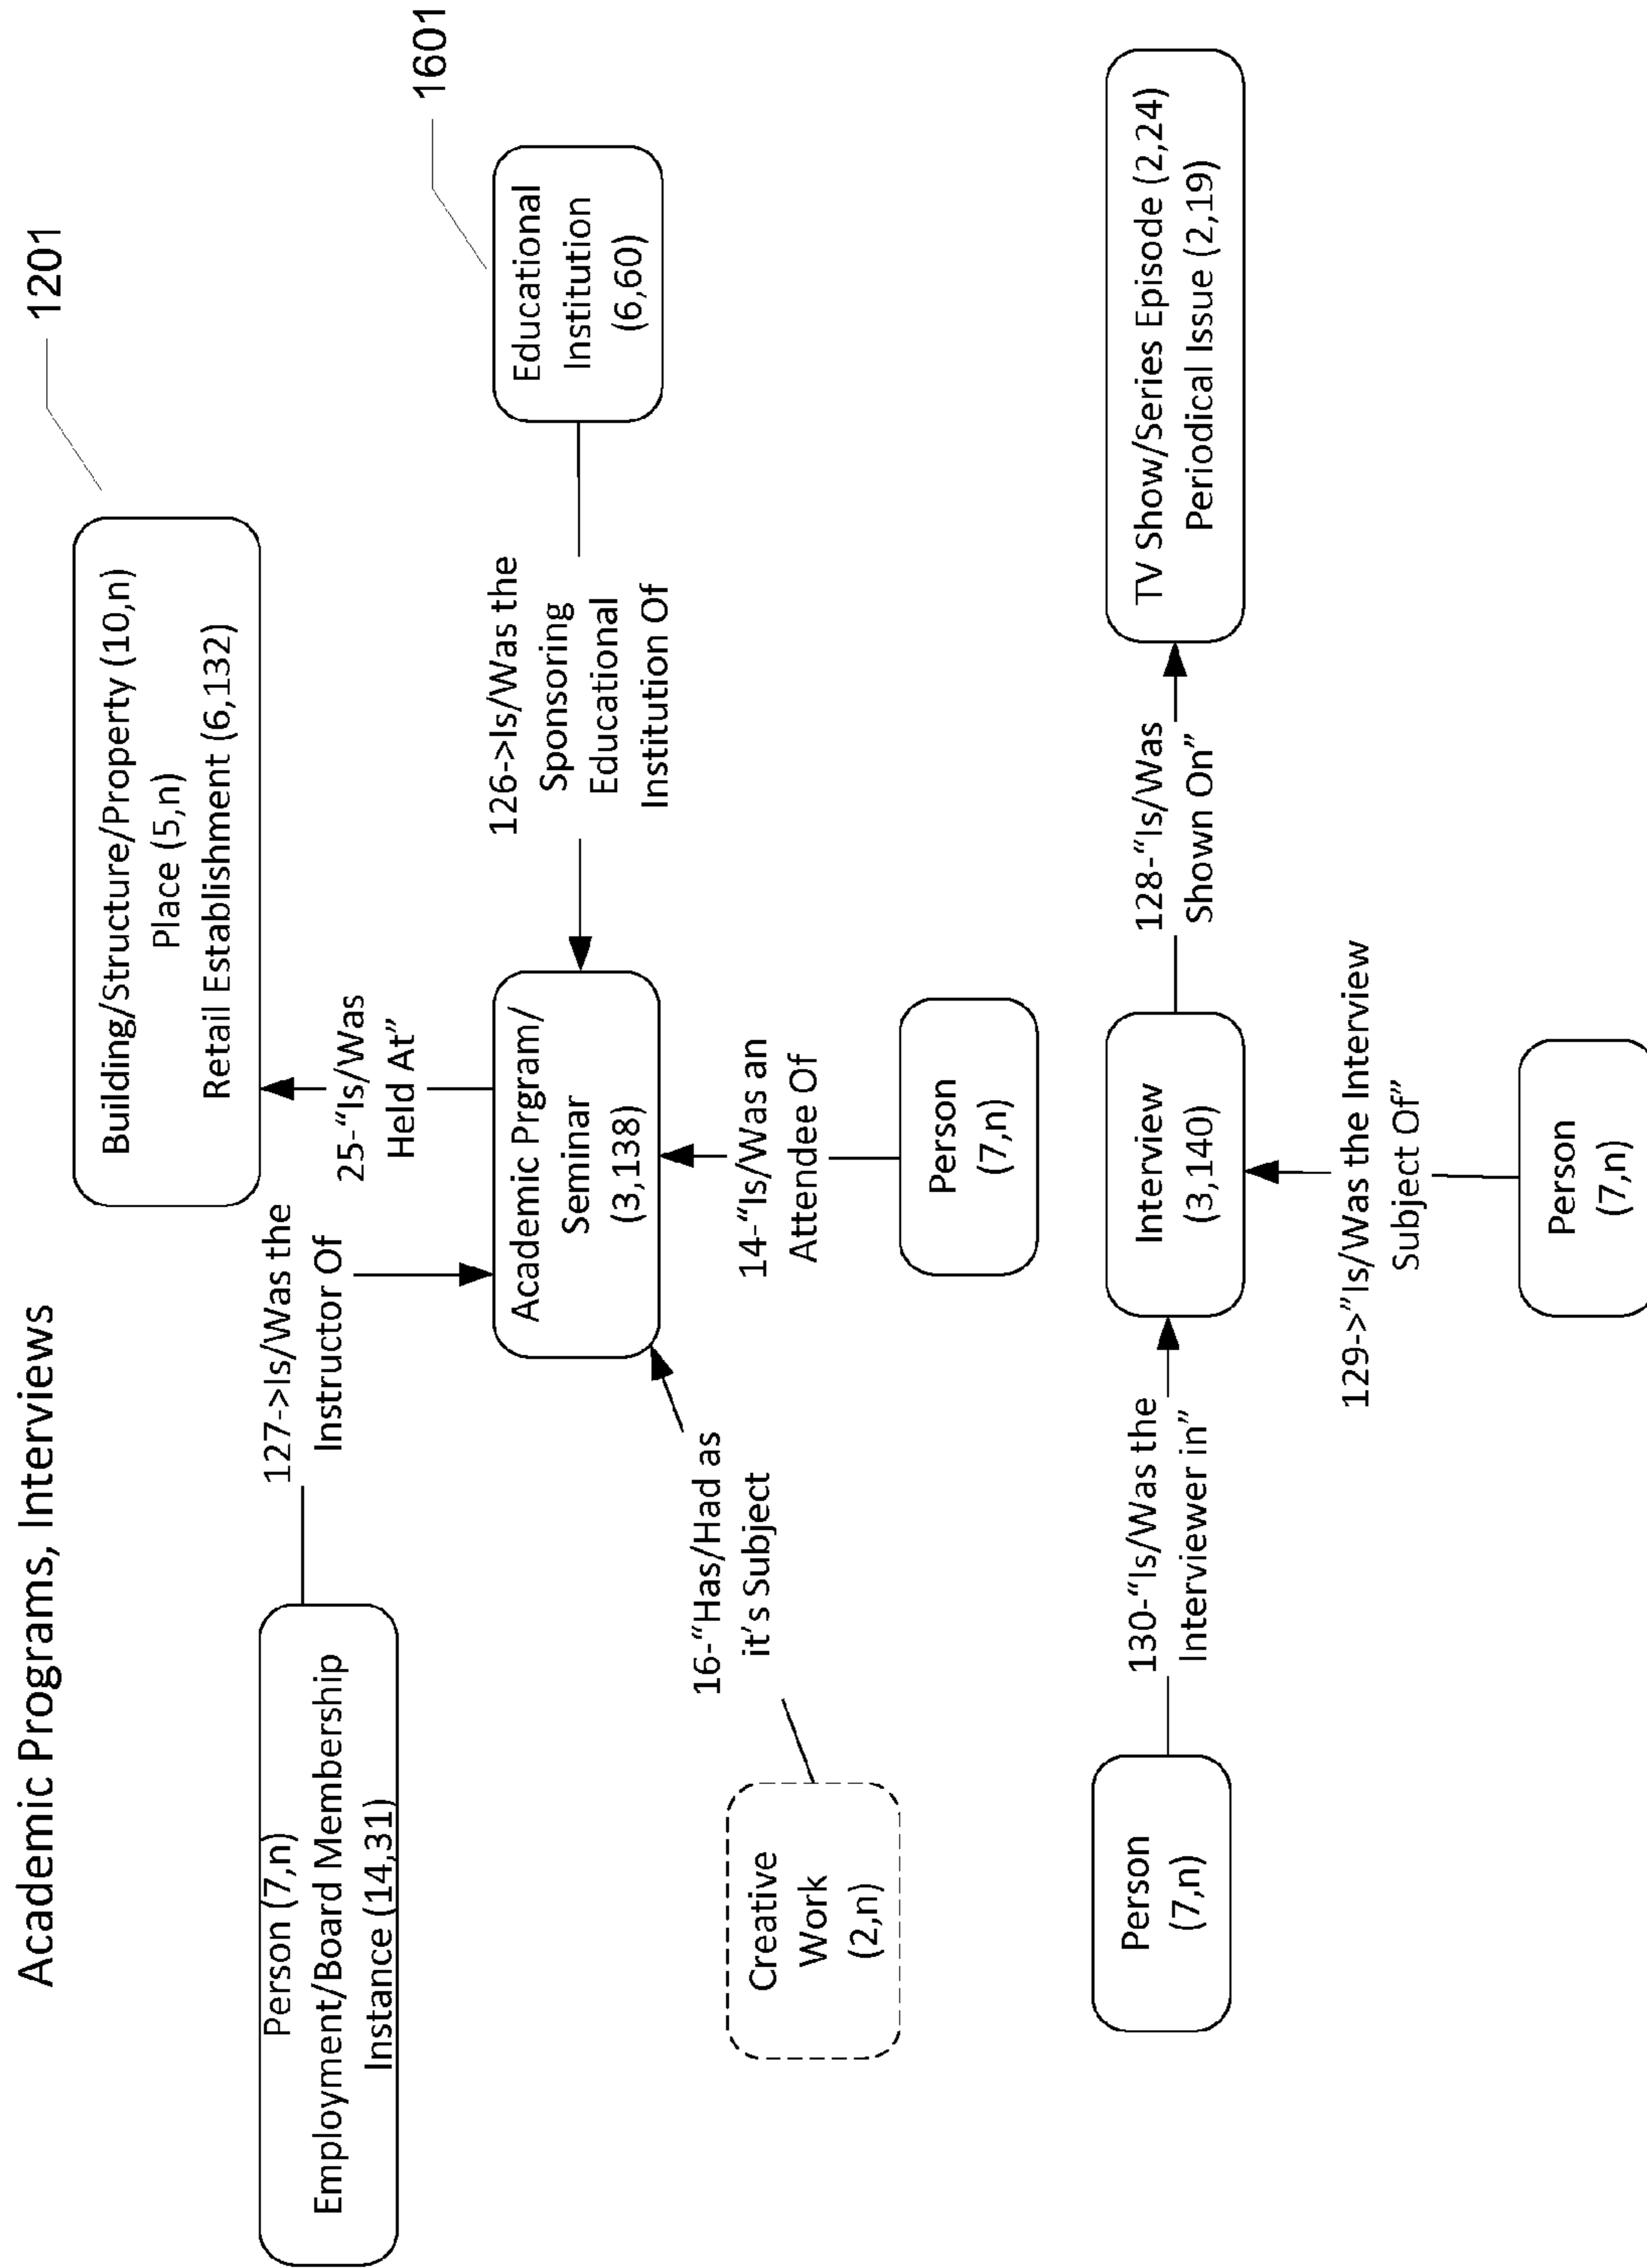 Academic Programs, Interviews
1201
Building/Structure/Property (10,n)
Place (5,n)
Retail Establishment (6,132)
Person (7,n)
Employment/Board Membership
Instance (14,31)
127->Is/Was the
Instructor Of
25-“Is/Was
Held At”
1601
Educational
Institution
(6,60)
126->Is/Was the
Sponsoring
Educational
Institution Of
Academic Prgram/
Seminar
(3,138)
16-“Has/Had as
it’s Subject
Creative
Work
(2,n)
14-“Is/Was an
Attendee Of
Person
(7,n)
Person
(7,n)
130-“Is/Was the
Interviewer in”
Interview
(3,140)
128-“Is/Was
Shown On”
TV Show/Series Episode (2,24)
Periodical Issue (2,19)
129->”Is/Was the Interview
Subject Of”
Person
(7,n)